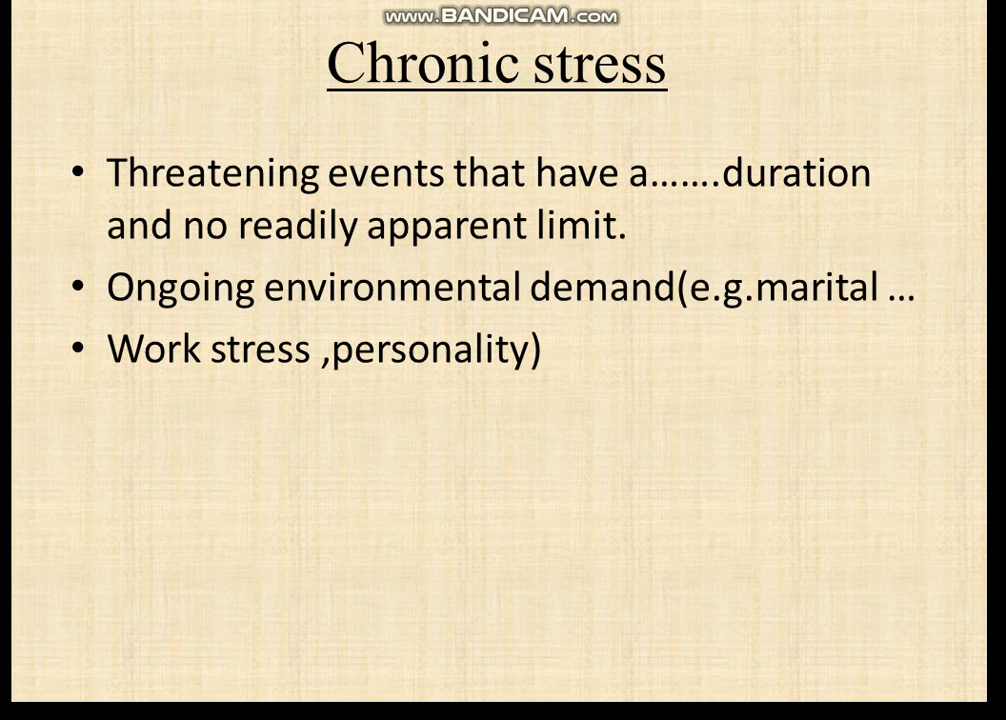 www.BANDICAM.com
Chronic stress
• Threatening events that have a.......duration
and no readily apparent limit.
• Ongoing environmental demand(e.g.marital ...
• Work stress ,personality)